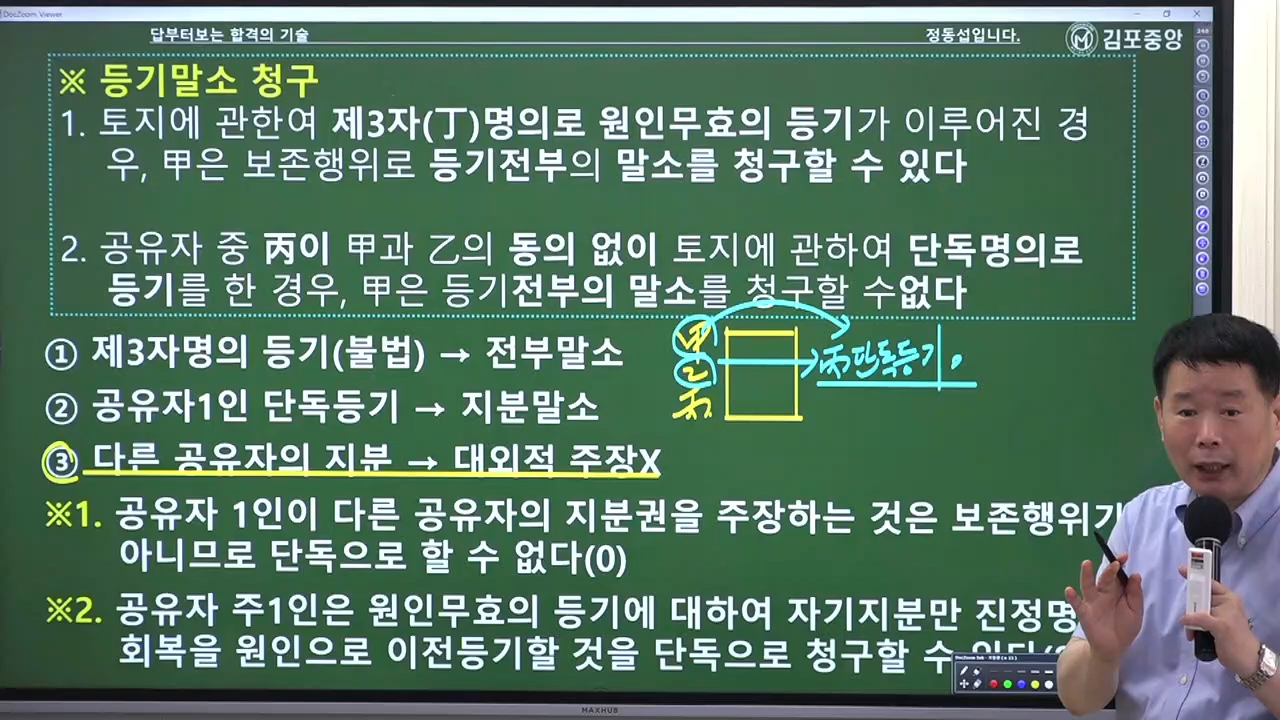 DocZoom Viewer
답부터보는 합격의 기술
정동섭입니다.
김포중앙
※ 등기말소 청구
1. 토지에 관한여 제3자(丁)명의로 원인무효의 등기가 이루어진 경
우, 甲은 보존행위로 등기전부의 말소를 청구할 수 있다
2. 공유자 중 丙이 甲과 乙의 동의 없이 토지에 관하여 단독명의로
등기를 한 경우, 甲은 등기전부의 말소를 청구할 수없다
① 제3자명의 등기(불법) → 전부말소
甲
乙
丙
丙단독등기.
② 공유자1인 단독등기 → 지분말소
③ 다른 공유자의 지분 → 대외적 주장X
※1. 공유자 1인이 다른 공유자의 지분권을 주장하는 것은 보존행위가
아니므로 단독으로 할 수 없다(0)
※2. 공유자 주1인은 원인무효의 등기에 대하여 자기지분만 진정명
회복을 원인으로 이전등기할 것을 단독으로 청구할 수
MAXHUB